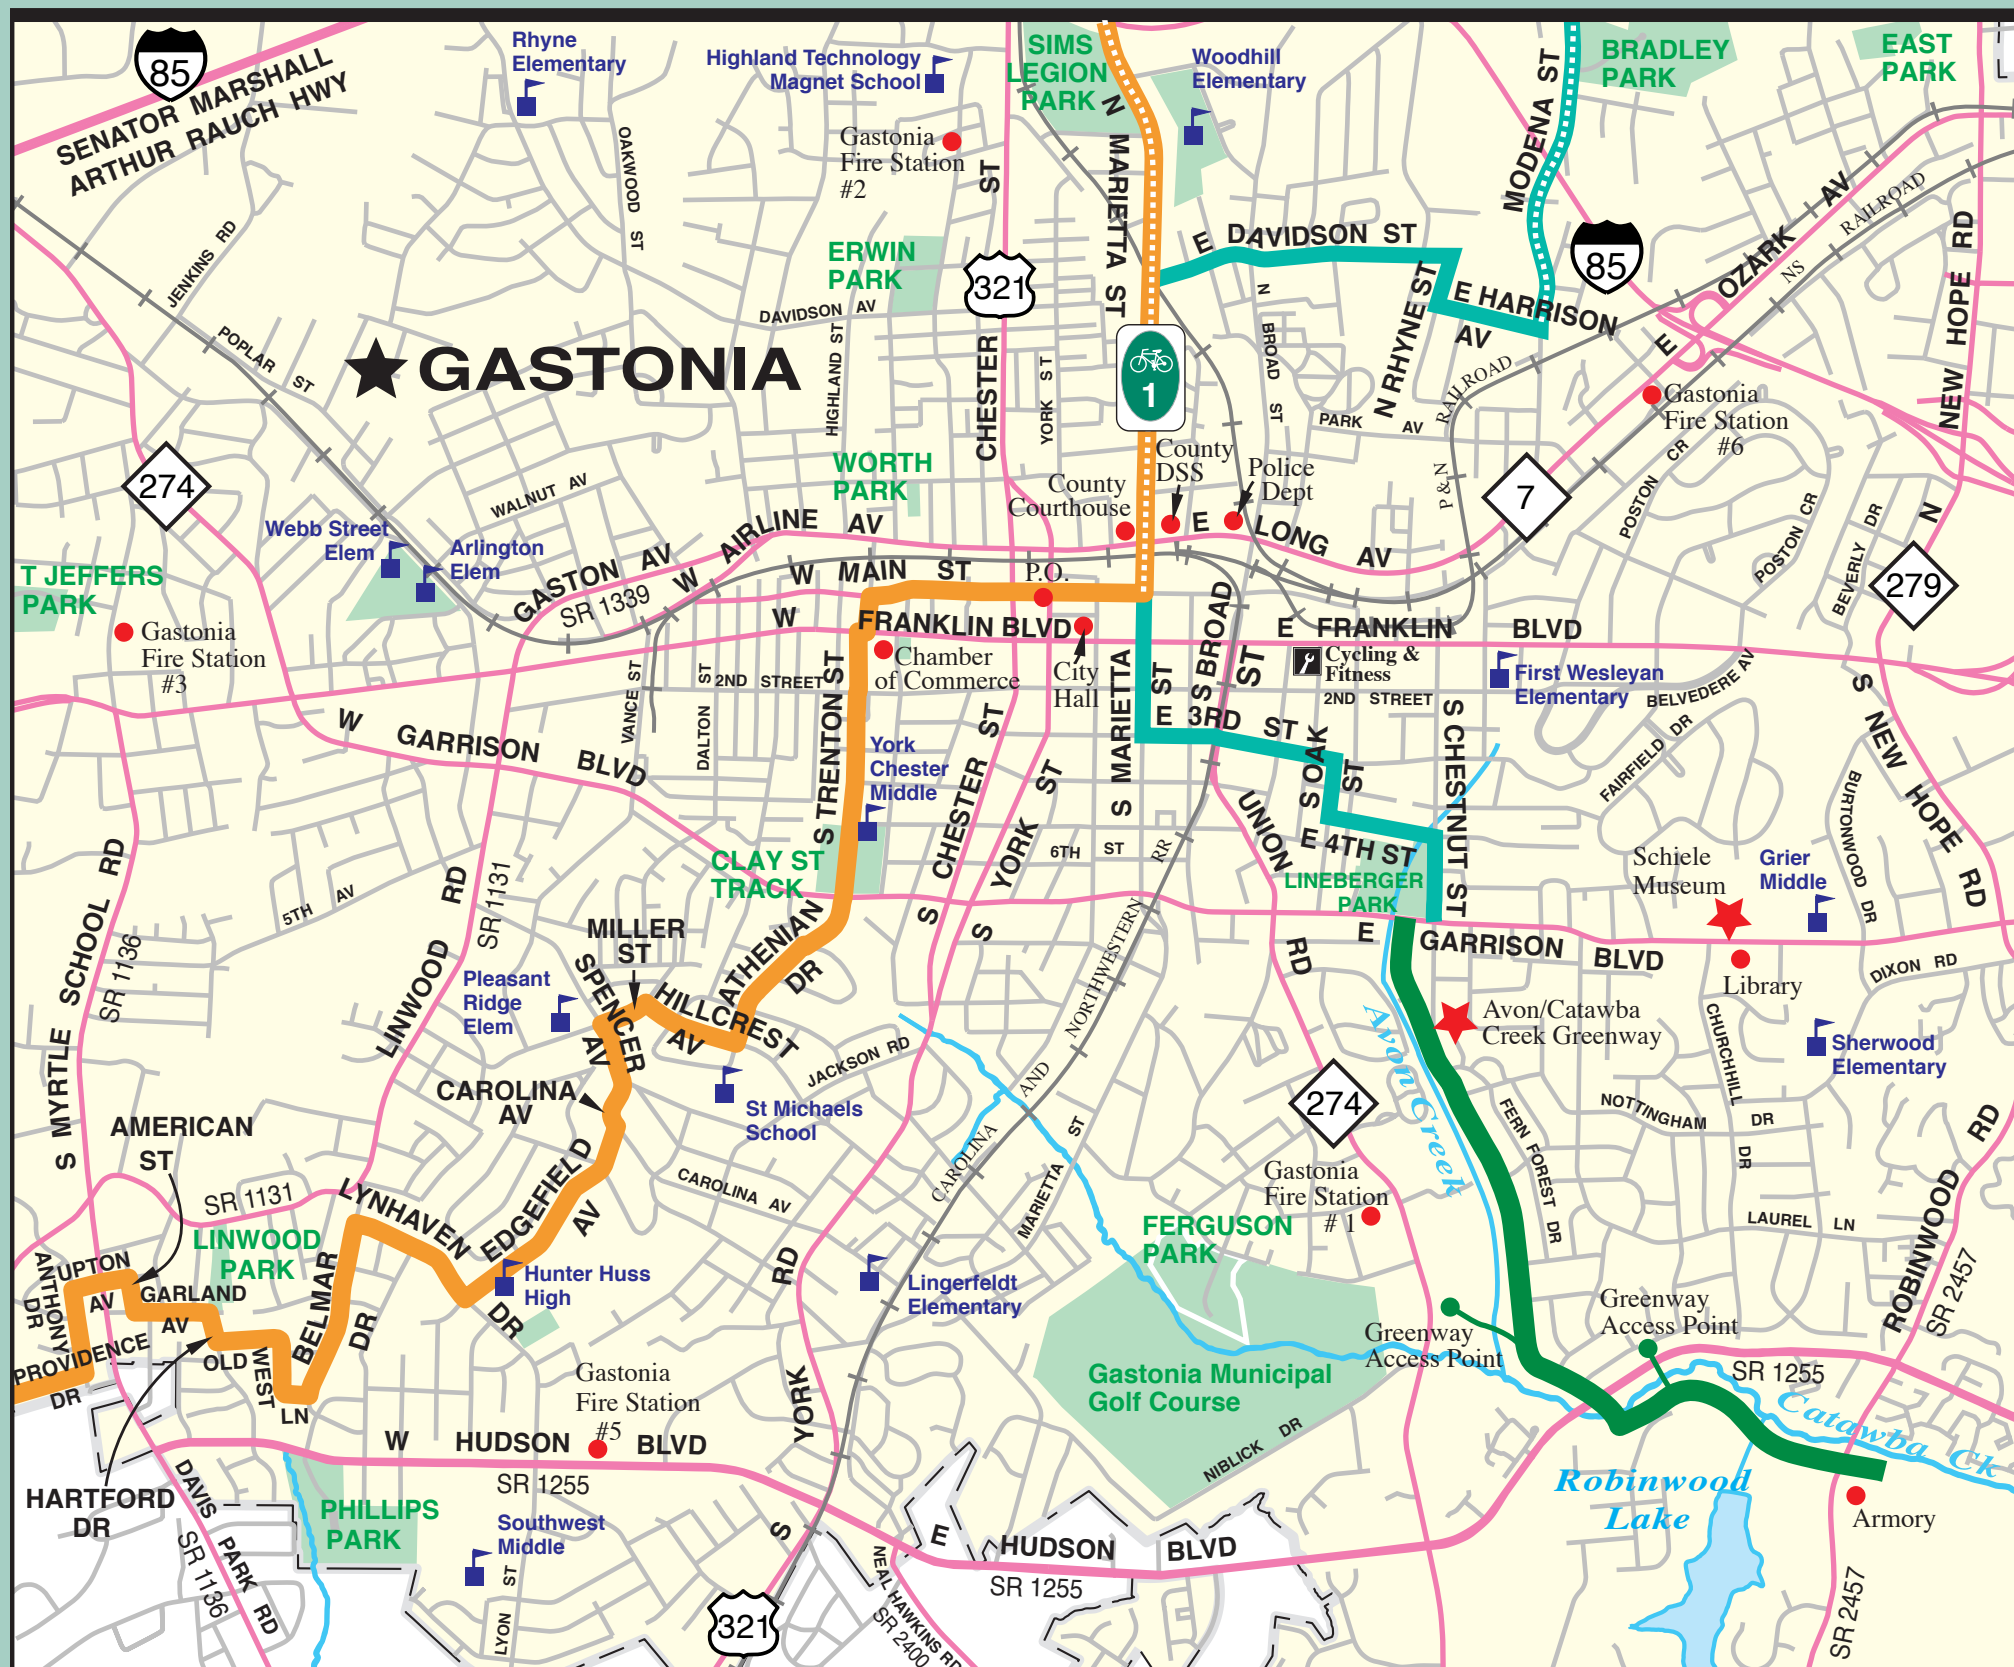 85
SENATOR MARSHALL
ARTHUR RAUCH HWY
Rhyne
Elementary
Highland Technology
Magnet School
SIMS
LEGION
PARK
Woodhill
Elementary
BRADLEY
PARK
EAST
PARK
MODENA ST
OAKWOOD ST
Gastonia
Fire Station
#2
N MARIETTA ST
CHESTER ST
321
JENKINS RD
ERWIN
PARK
DAVIDSON AV
E DAVIDSON ST
85
E OZARK AV
RAILROAD
NS
NEW HOPE RD
POPLAR ST
GASTONIA
HIGHLAND ST
YORK ST
1
N BROAD ST
N RHYNE ST
E HARRISON
AV
RAILROAD
P & N
PARK AV
Gastonia
Fire Station
#6
274
WALNUT AV
WORTH
PARK
County
Courthouse
County
DSS
Police
Dept
7
POSTON CR
POSTON CR
BEVERLY DR
N
279
Webb Street
Elem
Arlington
Elem
W AIRLINE AV
E LONG AV
GASTON AV
SR 1339
T JEFFERS
PARK
W MAIN ST
P.O.
Gastonia
Fire Station
#3
W FRANKLIN BLVD
E FRANKLIN BLVD
Chamber
of Commerce
City
Hall
Cycling &
Fitness
First Wesleyan
Elementary
BELVEDERE AV
VANCE ST
DALTON ST
2ND STREET
2ND STREET
S TRENTON ST
S MARIETTA ST
S BROAD ST
E 3RD ST
S OAK ST
S CHESTNUT ST
FAIRFIELD DR
S NEW HOPE RD
W GARRISON BLVD
York
Chester
Middle
S CHESTER ST
S YORK ST
6TH ST
RR
UNION RD
E 4TH ST
LINEBERGER
PARK
BURTONWOOD DR
Schiele
Museum
Grier
Middle
CLAY ST
TRACK
S MYRTLE SCHOOL RD
SR 1136
5TH AV
LINWOOD RD
SR 1131
MILLER
ST
ATHENIAN
DR
E GARRISON BLVD
Library
DIXON RD
Pleasant
Ridge
Elem
SPENCER
AV
HILLCREST
AV
CAROLINA AND NORTHWESTERN
Avon Creek
Avon/Catawba
Creek Greenway
CHURCHHILL DR
Sherwood
Elementary
JACKSON RD
CAROLINA
AV
St Michaels
School
274
NOTTINGHAM DR
FERN FOREST DR
AMERICAN
ST
SR 1131
CAROLINA AV
MARIETTA ST
Gastonia
Fire Station
# 1
LAUREL LN
ROBINWOOD RD
SR 2457
LYNHAVEN
DR
EDGEFIELD
AV
LINWOOD
PARK
FERGUSON
PARK
UPTON
AV
ANTHONY
DR
GARLAND
AV
BELMAR
DR
Hunter Huss
High
YORK RD
Lingerfeldt
Elementary
Greenway
Access Point
Greenway
Access Point
PROVIDENCE
DR
OLD
WEST
LN
Gastonia
Fire Station
#5
Gastonia Municipal
Golf Course
SR 1255
Catawba Ck
W HUDSON BLVD
SR 1255
NIBLICK DR
Robinwood
Lake
HARTFORD
DR
DAVIS PARK RD
SR 1136
PHILLIPS
PARK
Southwest
Middle
LYON ST
S
321
E HUDSON BLVD
SR 1255
NEAL HAWKINS RD
SR 2400
Armory
SR 2457